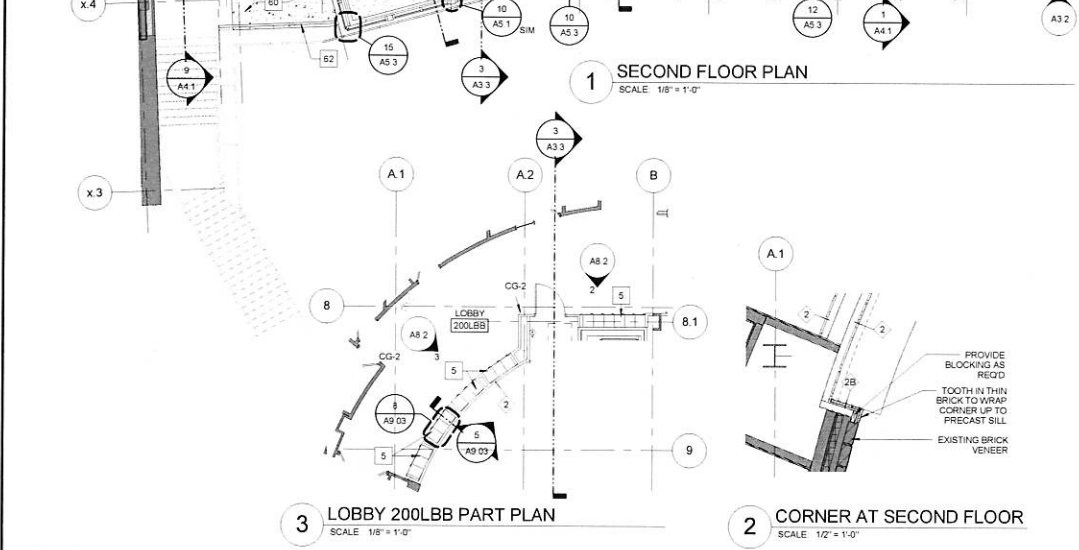 x.4
60
10
A5.1
SIM
10
A5.3
12
A5.3
1
A4.1
A3.2
62
15
A5.3
9
A4.1
3
A3.3
1
SECOND FLOOR PLAN
SCALE: 1/8" = 1'-0"
3
A3.3
x.3
A.1
A.2
B
A8.2
2
CG-2
5
8
LOBBY
200LBB
8.1
A8.2
3
CG-2
5
2
8
A9.03
5
A9.03
5
9
3
LOBBY 200LBB PART PLAN
SCALE: 1/8" = 1'-0"
A.1
2
2
2B
PROVIDE
BLOCKING AS
REQ'D
TOOTH IN THIN
BRICK TO WRAP
CORNER UP TO
PRECAST SILL
EXISTING BRICK
VENEER
2
CORNER AT SECOND FLOOR
SCALE: 1/2" = 1'-0"